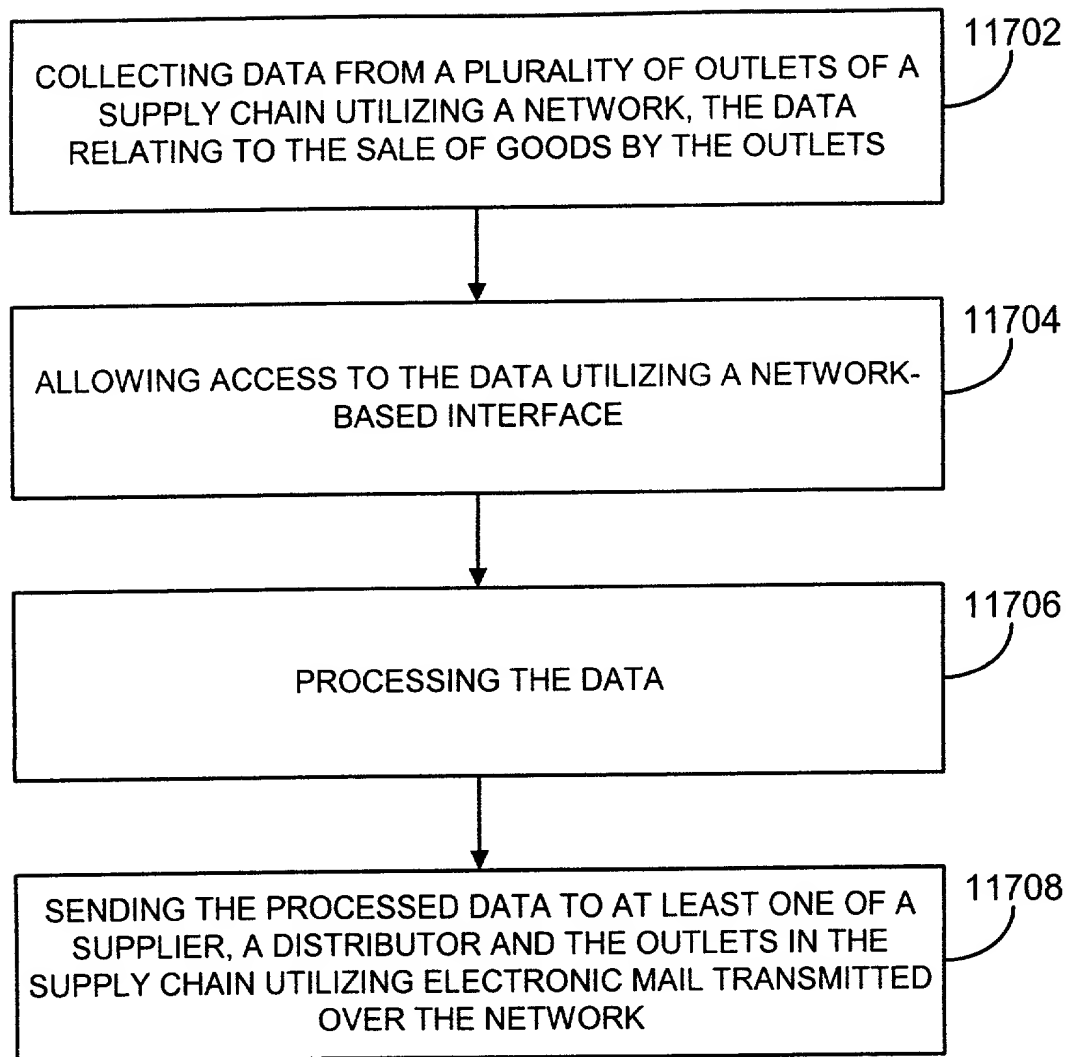 11702
COLLECTING DATA FROM A PLURALITY OF OUTLETS OF A
SUPPLY CHAIN UTILIZING A NETWORK, THE DATA
RELATING TO THE SALE OF GOODS BY THE OUTLETS
11704
ALLOWING ACCESS TO THE DATA UTILIZING A NETWORK-
BASED INTERFACE
11706
PROCESSING THE DATA
11708
SENDING THE PROCESSED DATA TO AT LEAST ONE OF A
SUPPLIER, A DISTRIBUTOR AND THE OUTLETS IN THE
SUPPLY CHAIN UTILIZING ELECTRONIC MAIL TRANSMITTED
OVER THE NETWORK